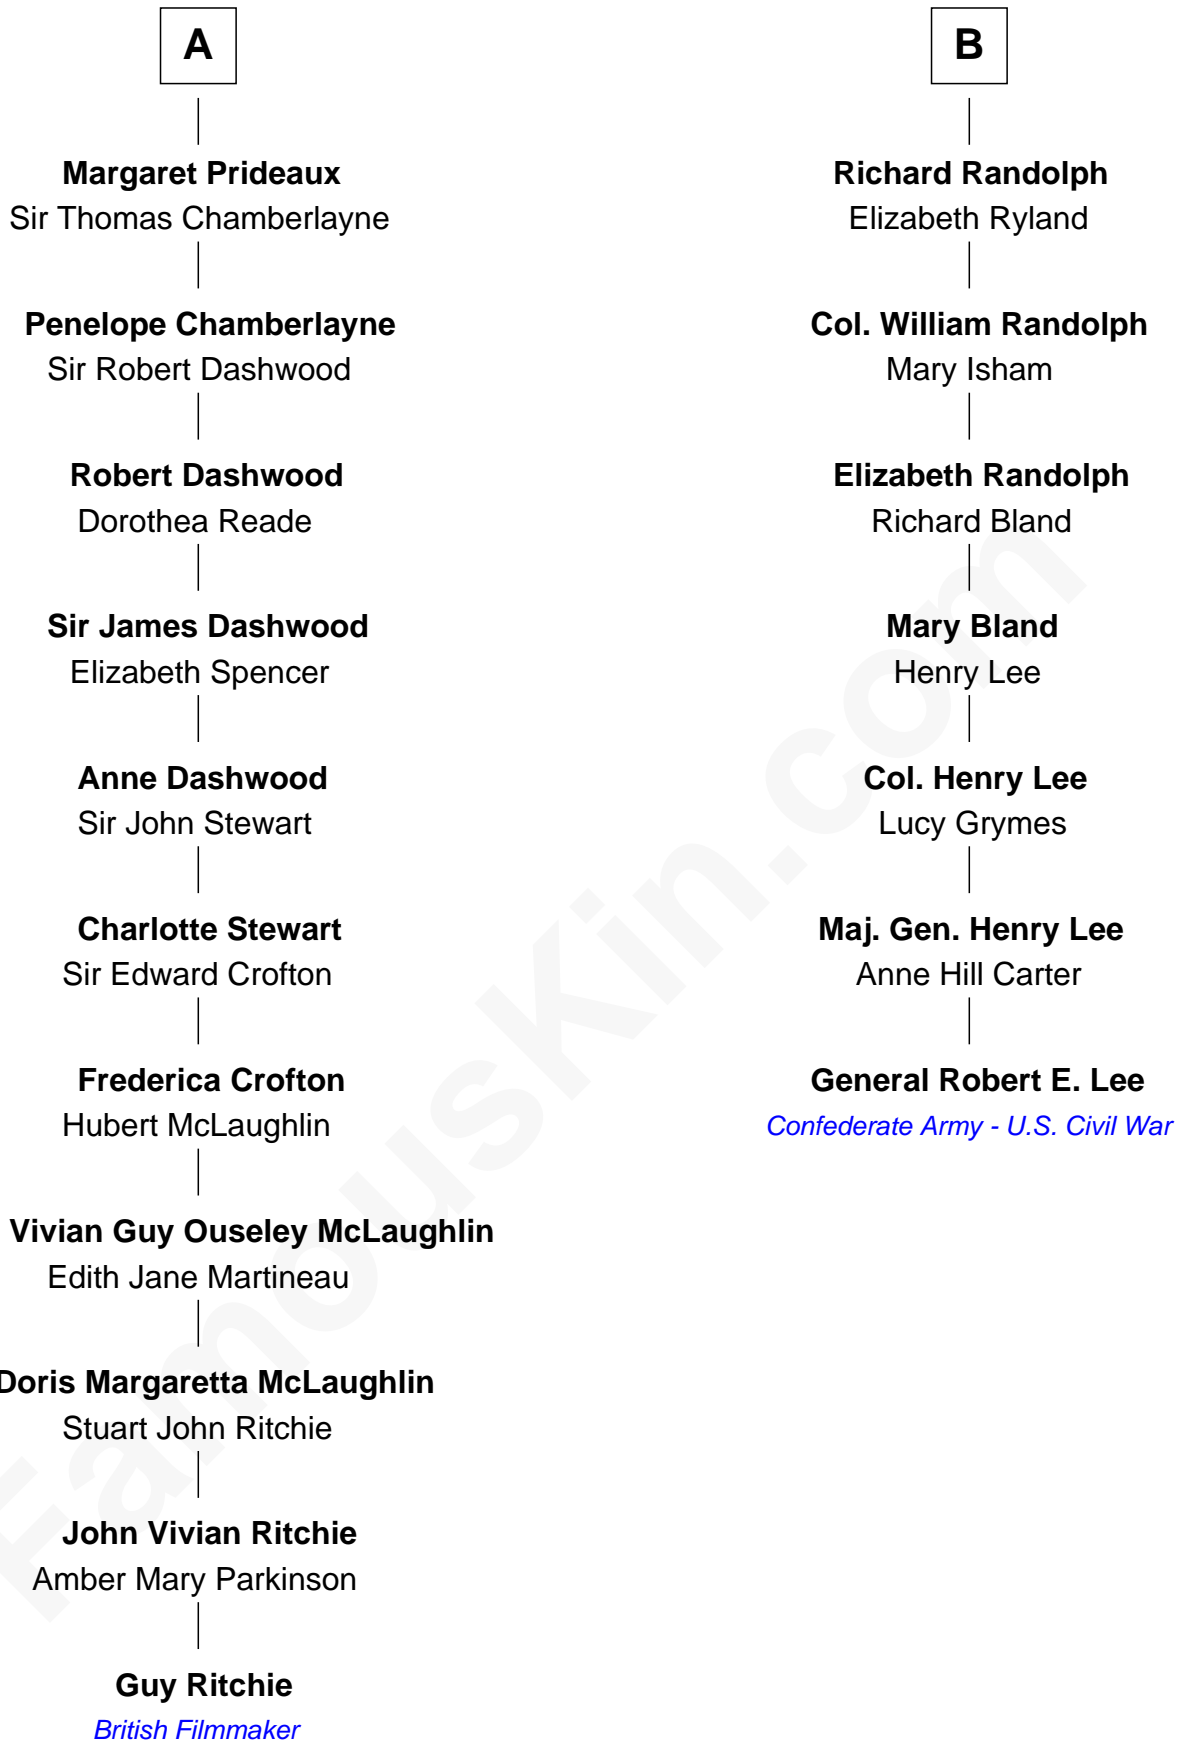 A
Margaret Prideaux
Sir Thomas Chamberlayne
Penelope Chamberlayne
Sir Robert Dashwood
Robert Dashwood
Dorothea Reade
Sir James Dashwood
Elizabeth Spencer
Anne Dashwood
Sir John Stewart
Charlotte Stewart
Sir Edward Crofton
Frederica Crofton
Hubert McLaughlin
Vivian Guy Ouseley McLaughlin
Edith Jane Martineau
Doris Margaretta McLaughlin
Stuart John Ritchie
John Vivian Ritchie
Amber Mary Parkinson
Guy Ritchie
British Filmmaker
B
Richard Randolph
Elizabeth Ryland
Col. William Randolph
Mary Isham
Elizabeth Randolph
Richard Bland
Mary Bland
Henry Lee
Col. Henry Lee
Lucy Grymes
Maj. Gen. Henry Lee
Anne Hill Carter
General Robert E. Lee
Confederate Army - U.S. Civil War
FamousKin.com